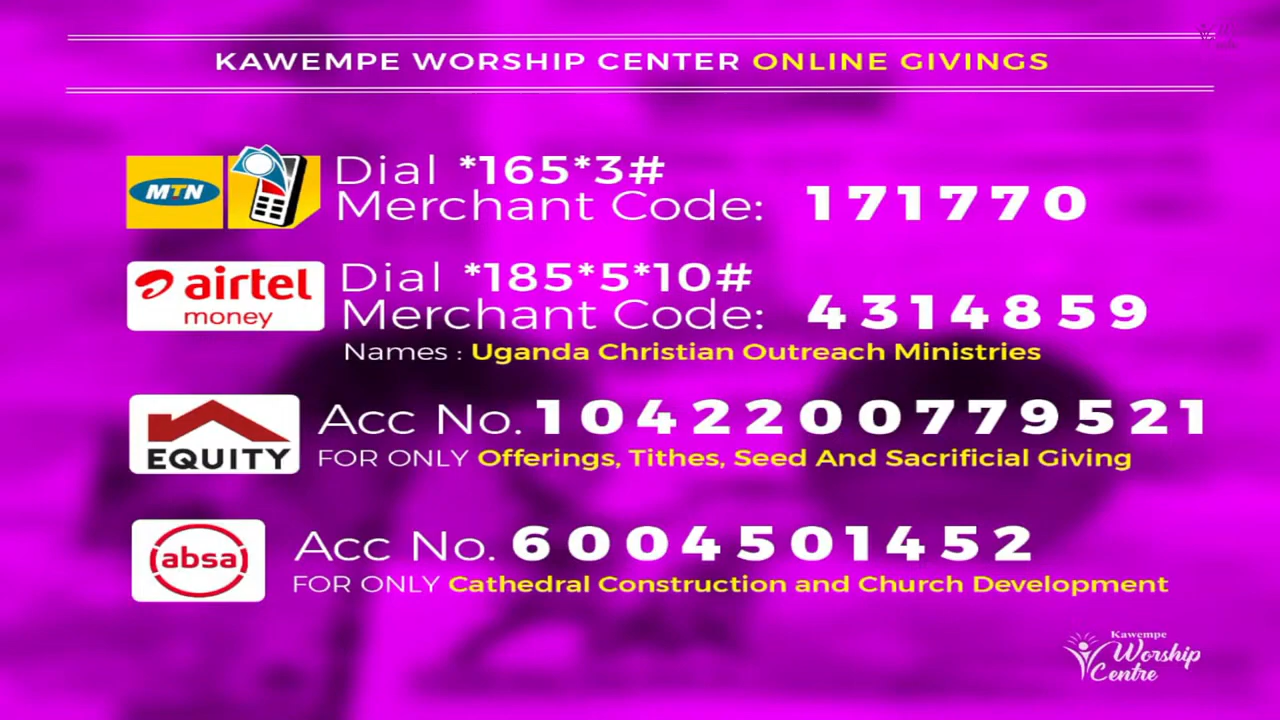 KAWEMPE WORSHIP CENTER ONLINE GIVINGS
MTN
Dial *165*3#
Merchant Code: 171770
airtel
money
Dial *185*5*10#
Merchant Code: 4314859
Names : Uganda Christian Outreach Ministries
EQUITY
Acc No. 1042200779521
FOR ONLY Offerings, Tithes, Seed And Sacrificial Giving
absa
Acc No. 6004501452
FOR ONLY Cathedral Construction and Church Development
Kawempe
Worship
Centre